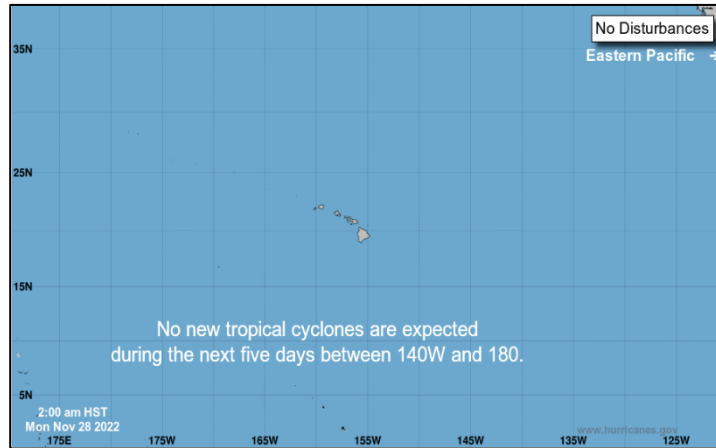 No Disturbances
35N
Eastern Pacific →
25N
15N
No new tropical cyclones are expected
during the next five days between 140W and 180.
5N
2:00 am HST
Mon Nov 28 2022
www.hurricanes.gov
175E 175W 165W 155W 145W 135W 125W